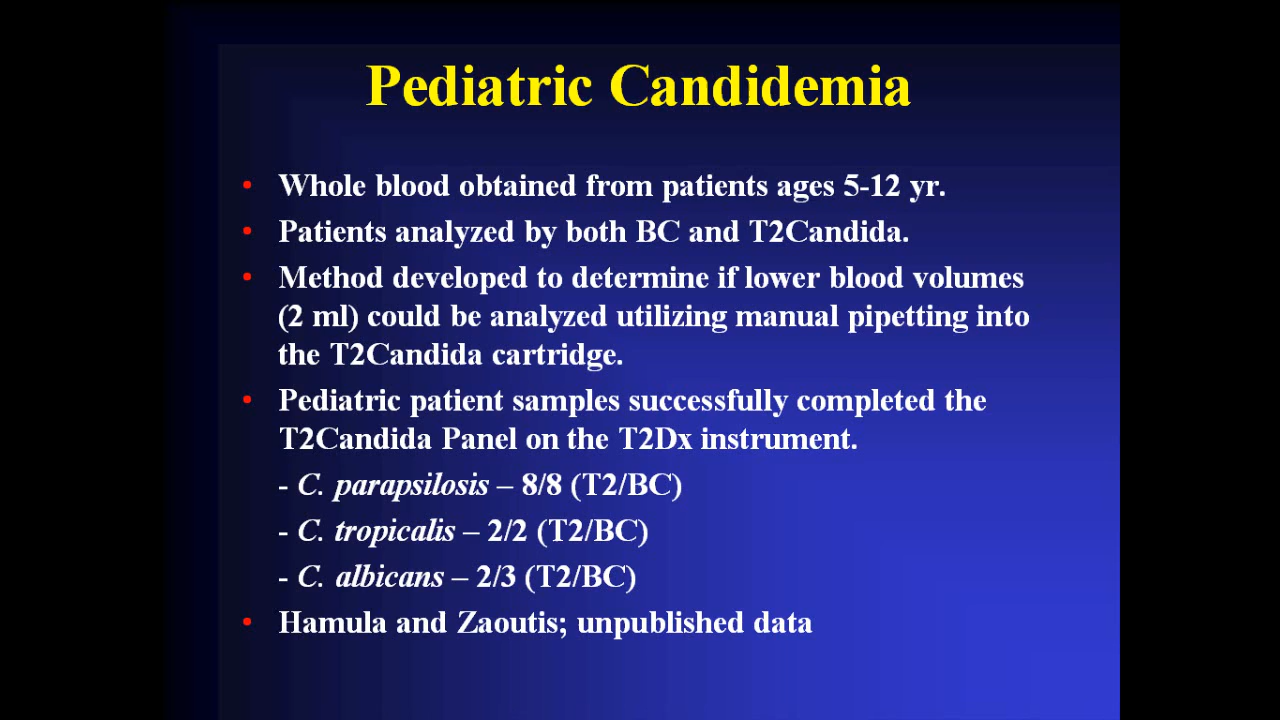 Pediatric Candidemia
• Whole blood obtained from patients ages 5-12 yr.
• Patients analyzed by both BC and T2Candida.
• Method developed to determine if lower blood volumes
(2 ml) could be analyzed utilizing manual pipetting into
the T2Candida cartridge.
• Pediatric patient samples successfully completed the
T2Candida Panel on the T2Dx instrument.
- C. parapsilosis – 8/8 (T2/BC)
- C. tropicalis – 2/2 (T2/BC)
- C. albicans – 2/3 (T2/BC)
• Hamula and Zaoutis; unpublished data